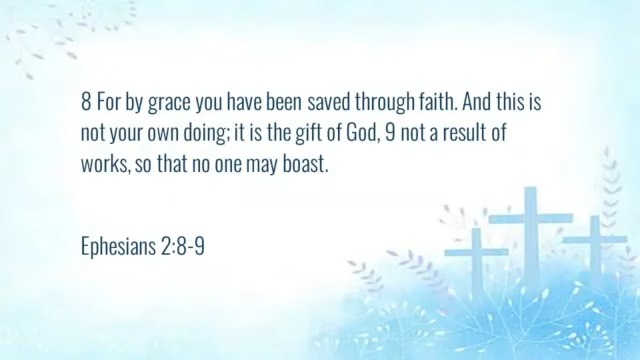 8 For by grace you have been saved through faith. And this is
not your own doing; it is the gift of God, 9 not a result of
works, so that no one may boast.
Ephesians 2:8-9